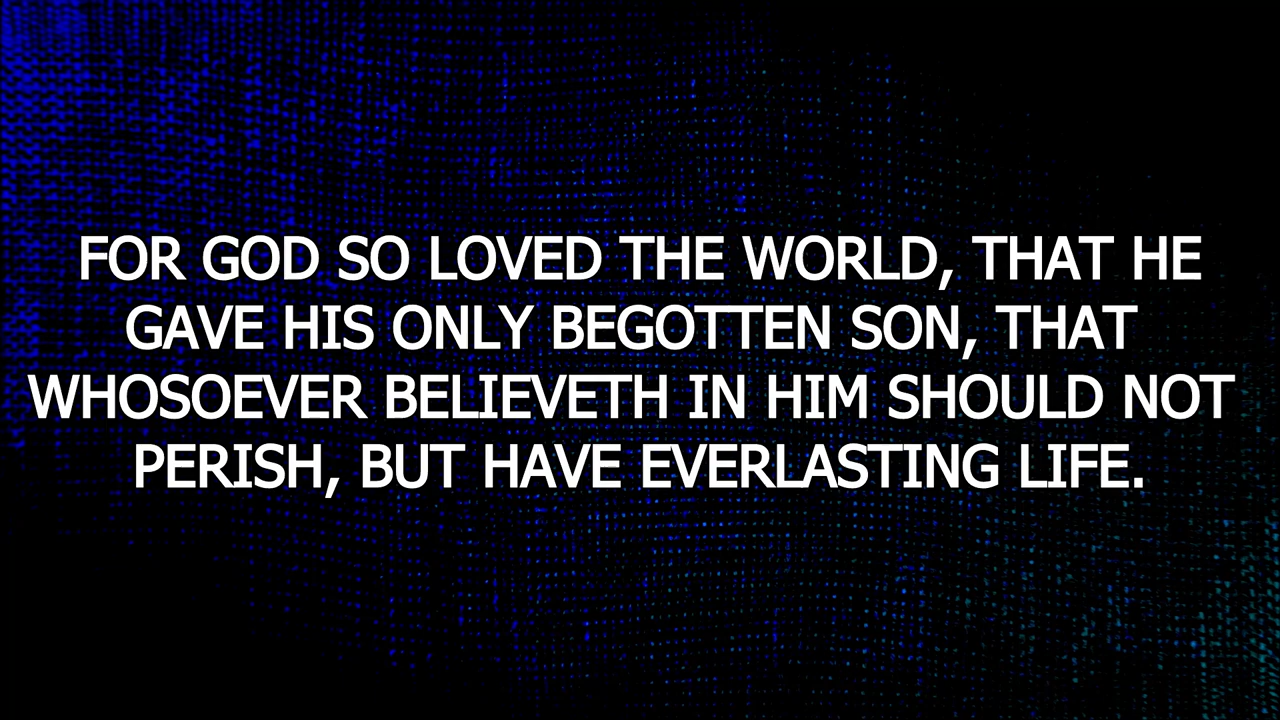 FOR GOD SO LOVED THE WORLD, THAT HE
GAVE HIS ONLY BEGOTTEN SON, THAT
WHOSOEVER BELIEVETH IN HIM SHOULD NOT
PERISH, BUT HAVE EVERLASTING LIFE.